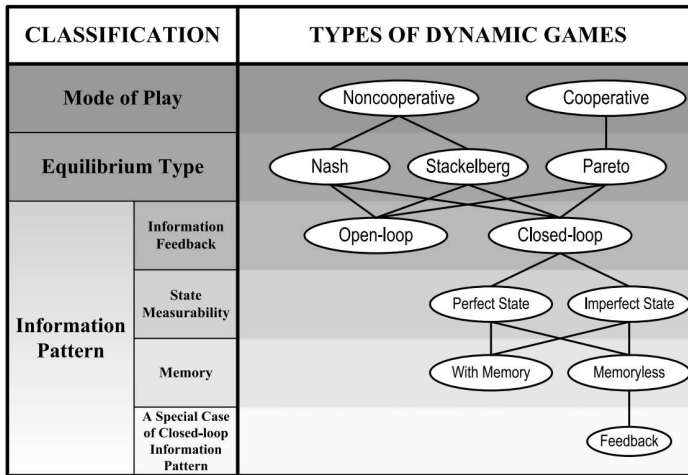 CLASSIFICATION
TYPES OF DYNAMIC GAMES
Mode of Play
Noncooperative
Cooperative
Equilibrium Type
Nash
Stackelberg
Pareto
Information Pattern
Information
Feedback
Open-loop
Closed-loop
State
Measurability
Perfect State
Imperfect State
Memory
With Memory
Memoryless
A Special Case
of Closed-loop
Information
Pattern
Feedback